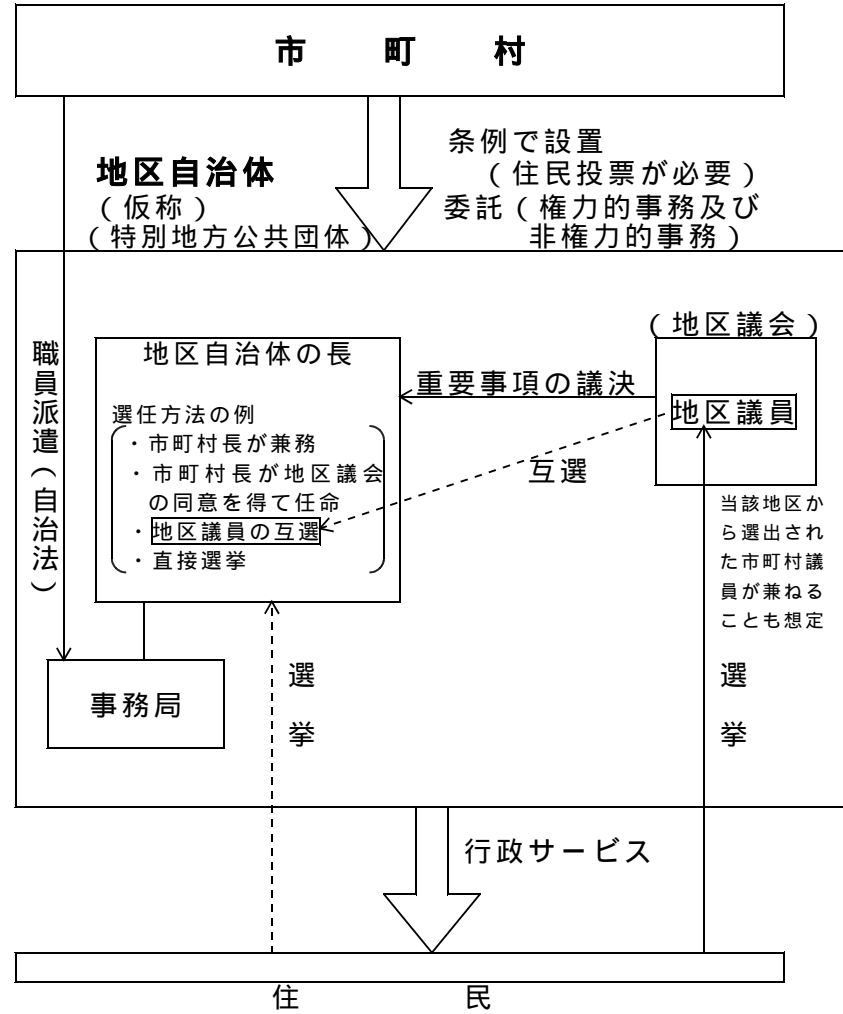 市　町　村
条例で設置
（住民投票が必要）
委託（権力的事務及び
非権力的事務）
地区自治体
（仮称）
（特別地方公共団体）
職員派遣（自治法）
地区自治体の長
選任方法の例
・市町村長が兼務
・市町村長が地区議会
の同意を得て任命
・地区議員の互選
・直接選挙
重要事項の議決
互選
（地区議会）
地区議員
当該地区か
ら選出され
た市町村議
員が兼ねる
ことも想定
事務局
選挙
選挙
行政サービス
住　民